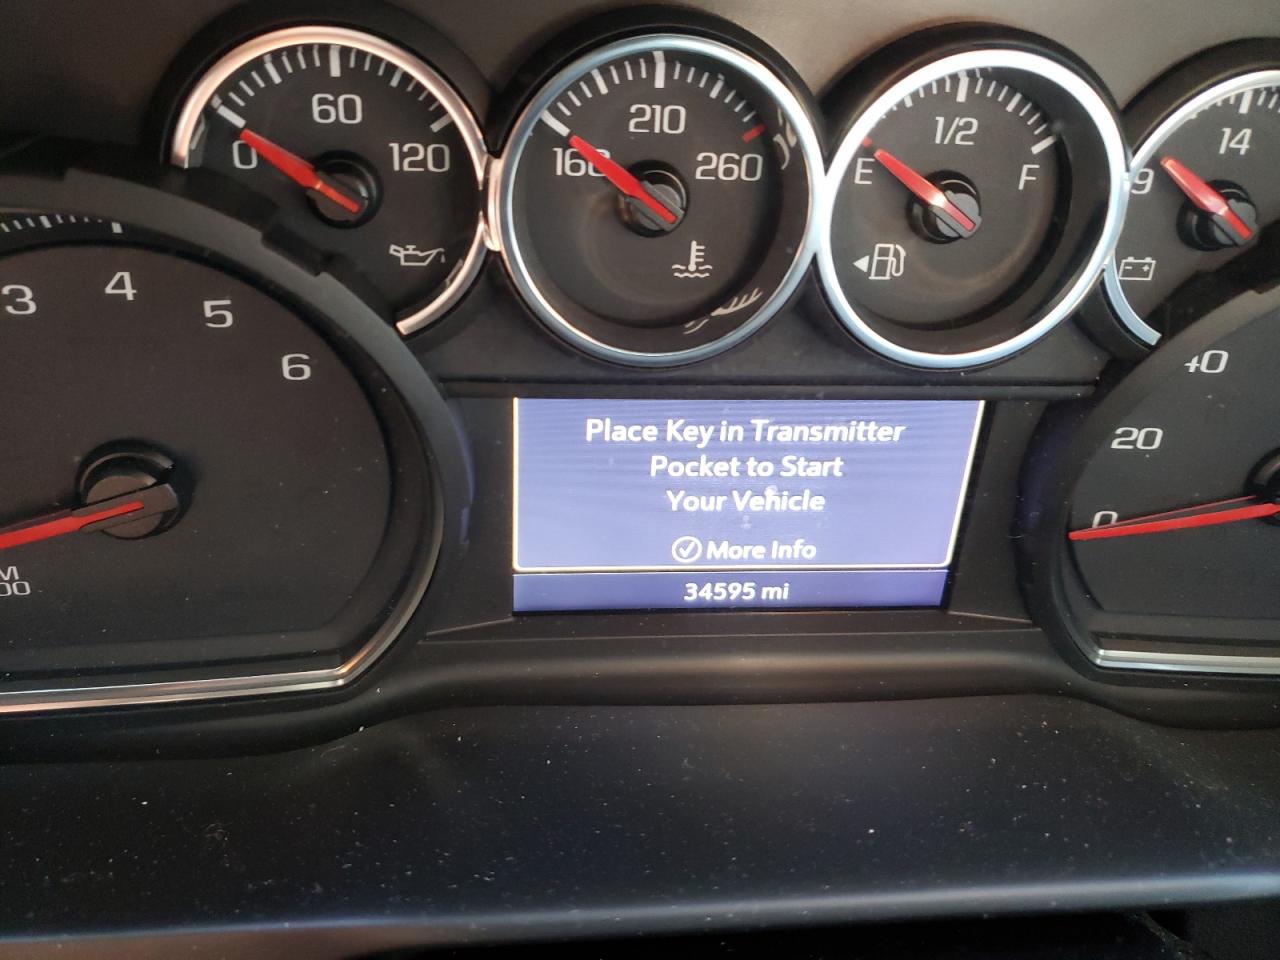 0 60 120
160 210 260
E 1/2 F
9 14
3 4 5 6
0 20 40
Place Key in Transmitter
Pocket to Start
Your Vehicle
More Info
34595 mi